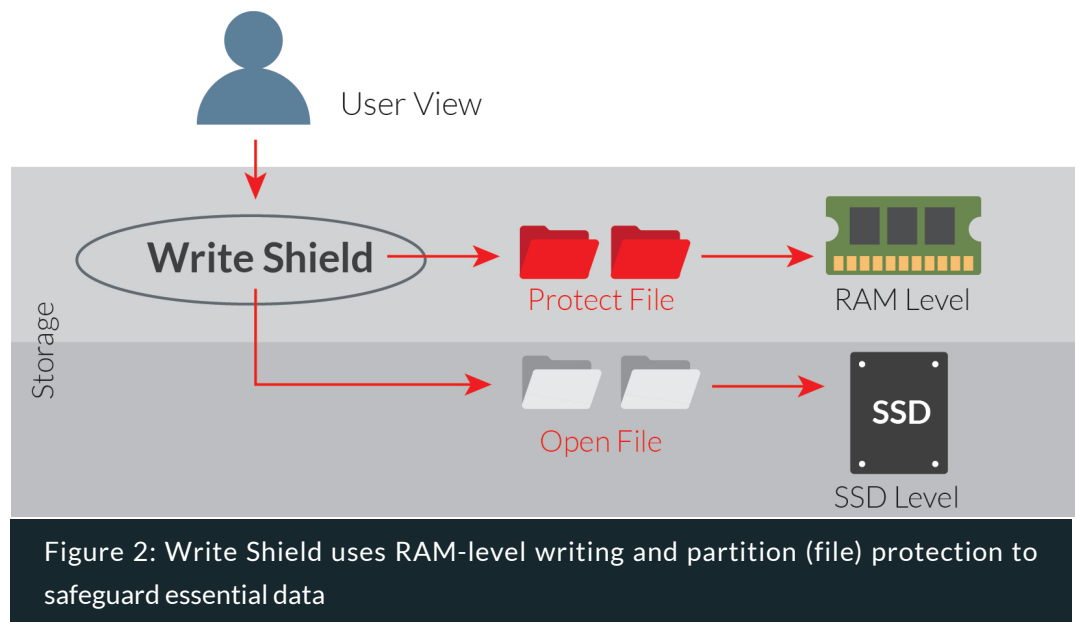 User View
Write Shield
Protect File
RAM Level
Storage
Open File
SSD
SSD Level
Figure 2: Write Shield uses RAM-level writing and partition (file) protection to
safeguard essential data